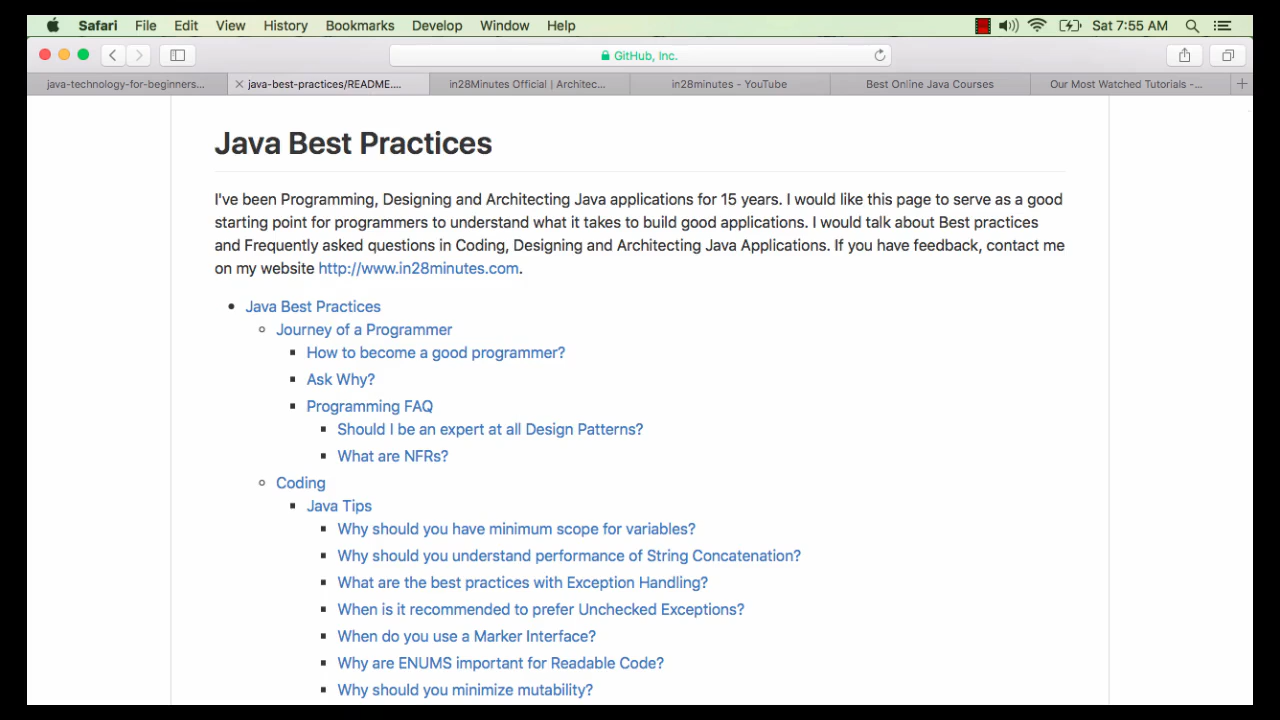 Safari File Edit View History Bookmarks Develop Window Help Sat 7:55 AM
GitHub, Inc.
java-technology-for-beginners... java-best-practices/README.... in28Minutes Official | Architec... in28minutes - YouTube Best Online Java Courses Our Most Watched Tutorials -...
Java Best Practices
I've been Programming, Designing and Architecting Java applications for 15 years. I would like this page to serve as a good
starting point for programmers to understand what it takes to build good applications. I would talk about Best practices
and Frequently asked questions in Coding, Designing and Architecting Java Applications. If you have feedback, contact me
on my website http://www.in28minutes.com.
Java Best Practices
Journey of a Programmer
How to become a good programmer?
Ask Why?
Programming FAQ
Should I be an expert at all Design Patterns?
What are NFRs?
Coding
Java Tips
Why should you have minimum scope for variables?
Why should you understand performance of String Concatenation?
What are the best practices with Exception Handling?
When is it recommended to prefer Unchecked Exceptions?
When do you use a Marker Interface?
Why are ENUMS important for Readable Code?
Why should you minimize mutability?